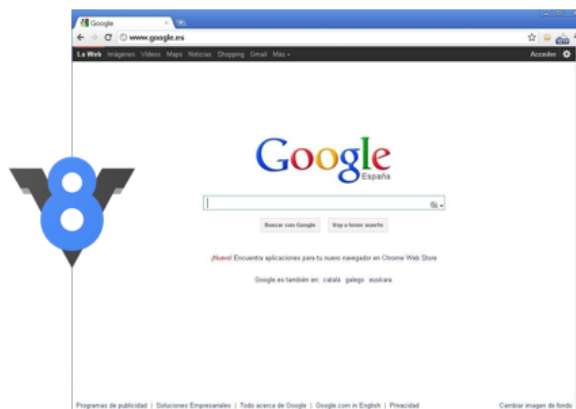 Google
www.google.es
La Web Imágenes Vídeos Maps Noticias Shopping Gmail Más
Acceder
Google
España
Buscar con Google Voy a tener suerte
¡Nuevo! Encuentra aplicaciones para tu nuevo navegador en Chrome Web Store
Google es también en: català galego euskara
Programas de publicidad | Soluciones Empresariales | Todo acerca de Google | Google.com in English | Privacidad
Cambiar imagen de fondo
V8